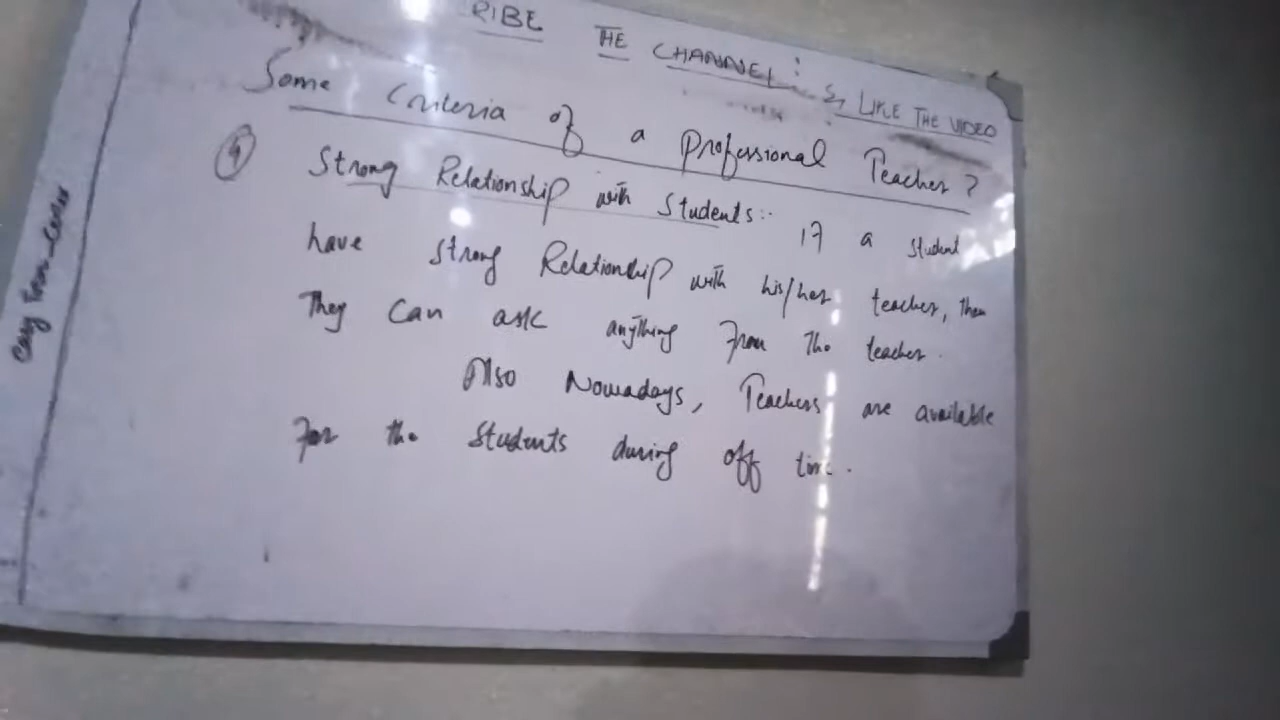 RIBE THE CHANNEL: & LIKE THE VIDEO
Some Criteria of a Professional Teacher?
④ Strong Relationship with Students:- If a student
have strong Relationship with his/her teacher, then
They can ask anything from the teacher.
Also Nowadays, Teachers are available
for the students during off time.